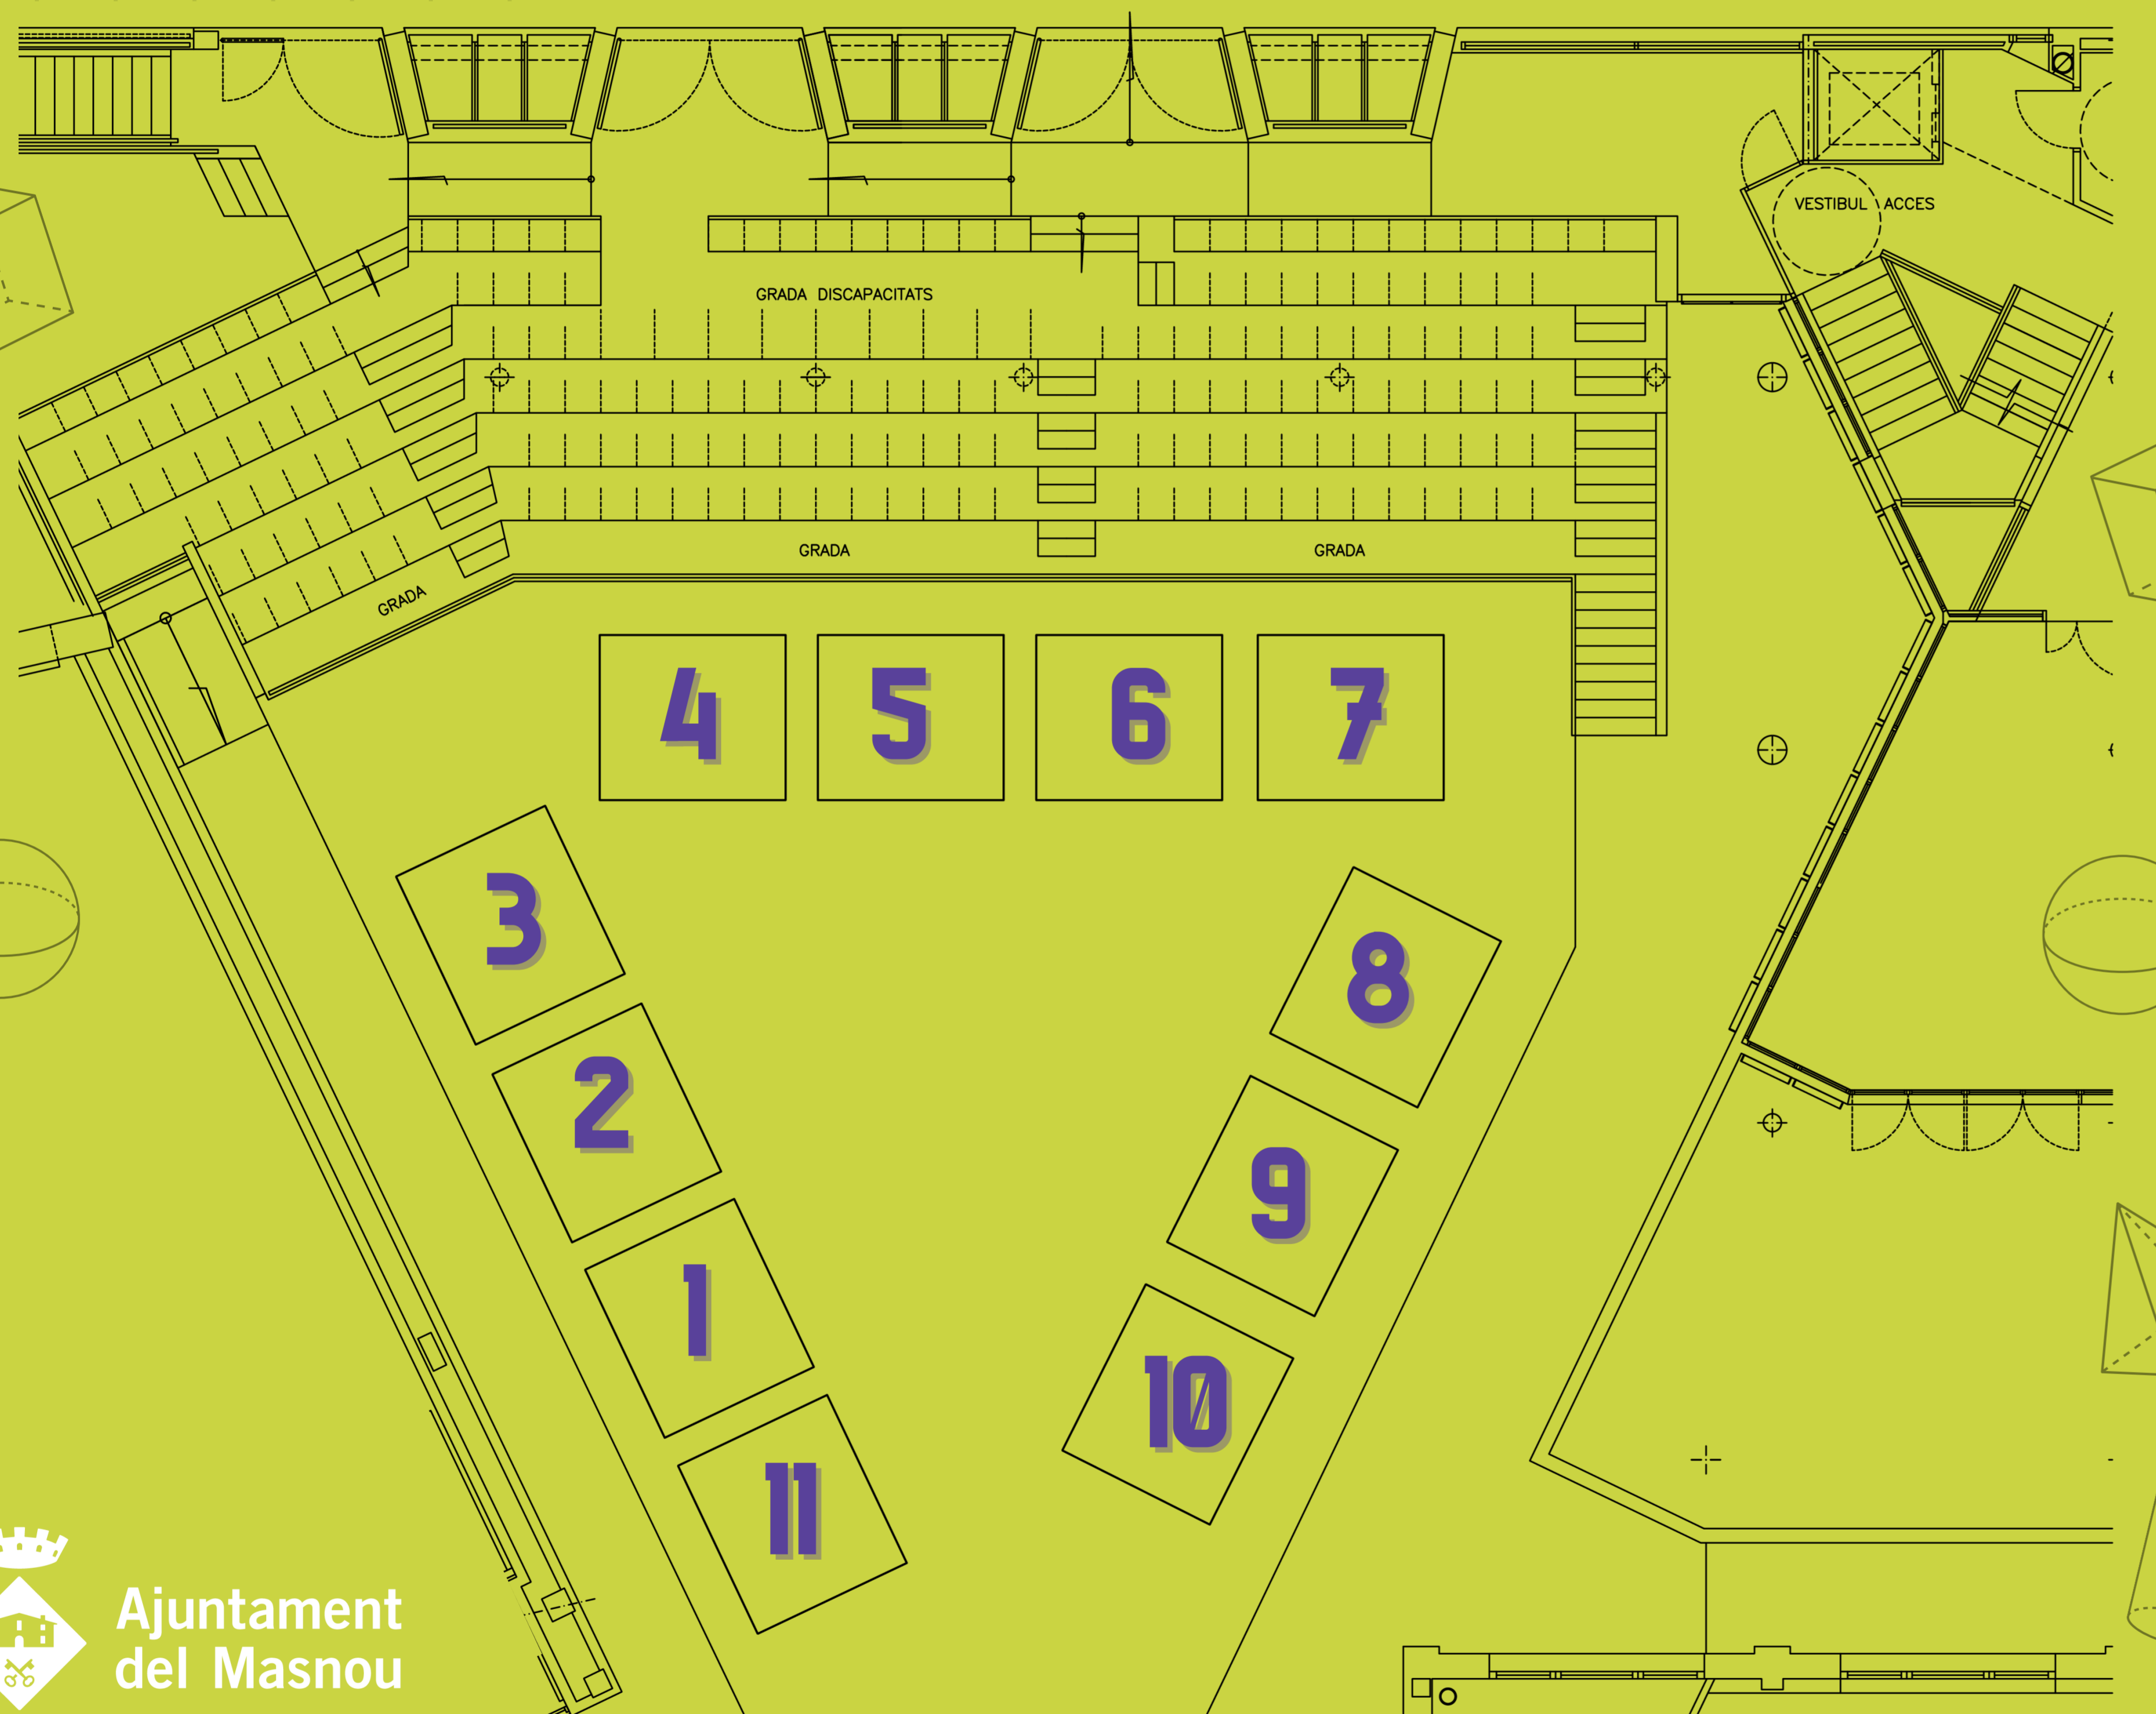 VESTIBUL ACCES
GRADA DISCAPACITATS
GRADA
GRADA
GRADA
4
5
6
7
3
8
2
9
1
10
11
Ajuntament
del Masnou